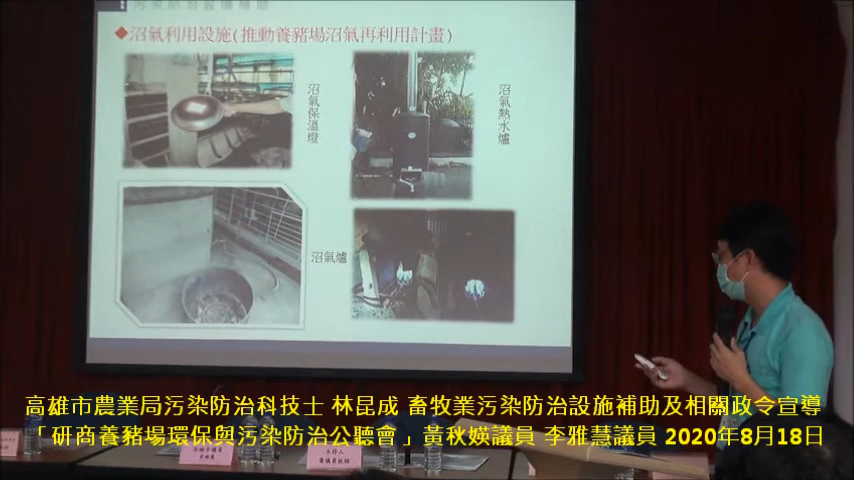 ◆沼氣利用設施(推動養豬場沼氣再利用計畫)
沼氣保溫燈
沼氣熱水爐
沼氣爐
高雄市農業局污染防治科技士 林昆成 畜牧業污染防治設施補助及相關政令宣導
「研商養豬場環保與污染防治公聽會」黃秋媖議員 李雅慧議員 2020年8月18日